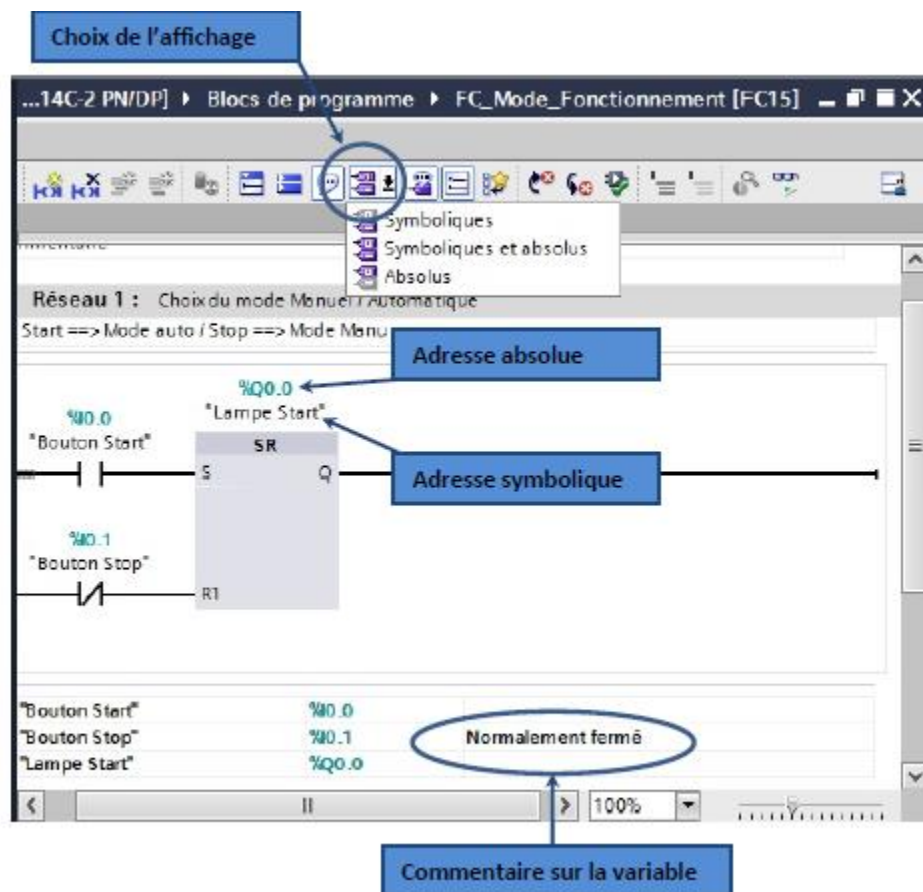 Choix de l'affichage
...14C-2 PN/DP] ▸ Blocs de programme ▸ FC_Mode_Fonctionnement [FC15]
Symboliques
Symboliques et absolus
Absolus
Réseau 1 : Choix du mode Manuel / Automatique
Start ==> Mode auto / Stop ==> Mode Manu
Adresse absolue
%Q0.0
"Lampe Start"
%I0.0
"Bouton Start"
SR
S
Q
Adresse symbolique
%I0.1
"Bouton Stop"
R1
"Bouton Start" %I0.0
"Bouton Stop" %I0.1 Normalement fermé
"Lampe Start" %Q0.0
100%
Commentaire sur la variable